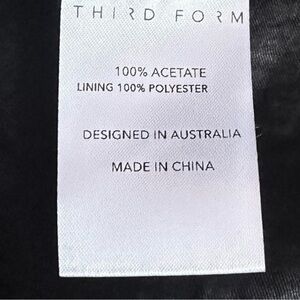 THIRD FORM
100% ACETATE
LINING 100% POLYESTER
DESIGNED IN AUSTRALIA
MADE IN CHINA